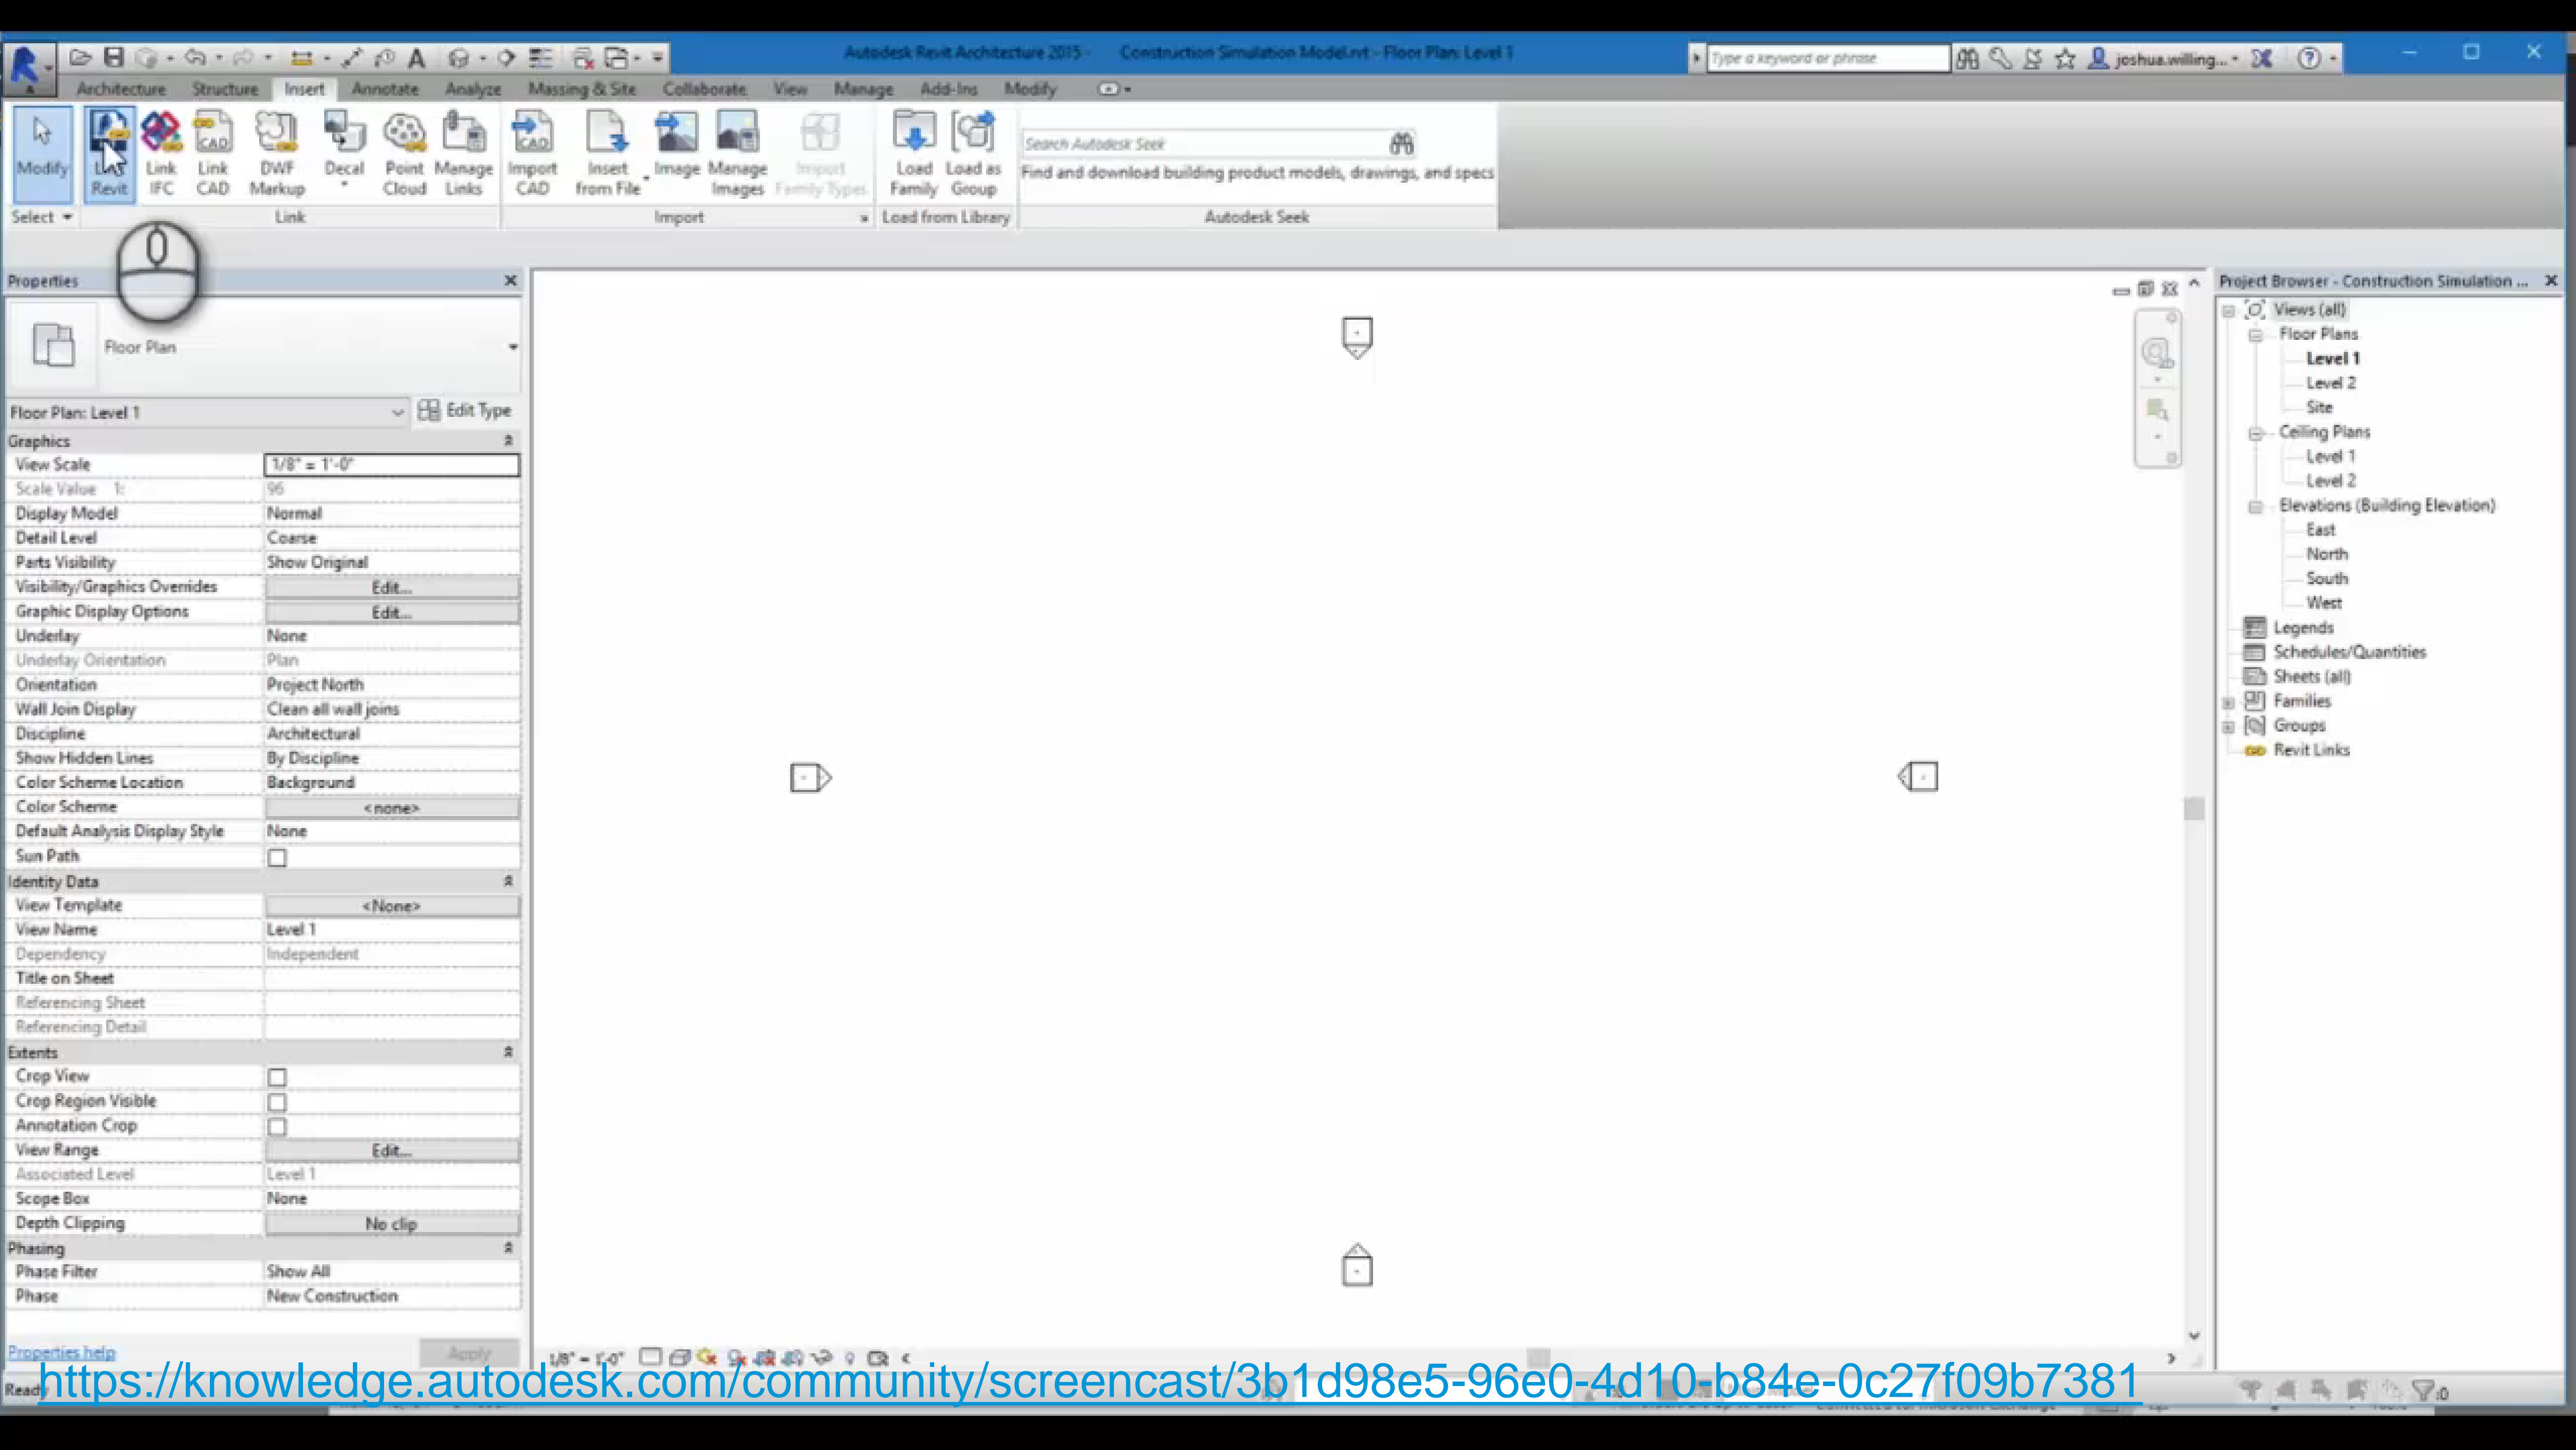 Autodesk Revit Architecture 2015 - Construction Simulation Model.rvt - Floor Plan: Level 1
Type a keyword or phrase
joshua.willing...
Architecture Structure Insert Annotate Analyze Massing & Site Collaborate View Manage Add-Ins Modify
Modify
Link Revit
Link IFC
Link CAD
DWF Markup
Decal
Point Cloud
Manage Links
Import CAD
Insert from File
Image
Manage Images
Import Family Types
Load Family
Load as Group
Search Autodesk Seek
Find and download building product models, drawings, and specs
Select
Link
Import
Load from Library
Autodesk Seek
Properties
Floor Plan
Floor Plan: Level 1
Edit Type
Graphics
View Scale 1/8" = 1'-0"
Scale Value 1: 96
Display Model Normal
Detail Level Coarse
Parts Visibility Show Original
Visibility/Graphics Overrides Edit...
Graphic Display Options Edit...
Underlay None
Underlay Orientation Plan
Orientation Project North
Wall Join Display Clean all wall joins
Discipline Architectural
Show Hidden Lines By Discipline
Color Scheme Location Background
Color Scheme <none>
Default Analysis Display Style None
Sun Path
Identity Data
View Template <None>
View Name Level 1
Dependency Independent
Title on Sheet
Referencing Sheet
Referencing Detail
Extents
Crop View
Crop Region Visible
Annotation Crop
View Range Edit...
Associated Level Level 1
Scope Box None
Depth Clipping No clip
Phasing
Phase Filter Show All
Phase New Construction
Properties help
Apply
1/8" = 1'-0"
Project Browser - Construction Simulation ...
Views (all)
Floor Plans
Level 1
Level 2
Site
Ceiling Plans
Level 1
Level 2
Elevations (Building Elevation)
East
North
South
West
Legends
Schedules/Quantities
Sheets (all)
Families
Groups
Revit Links
Ready
https://knowledge.autodesk.com/community/screencast/3b1d98e5-96e0-4d10-b84e-0c27f09b7381
:0